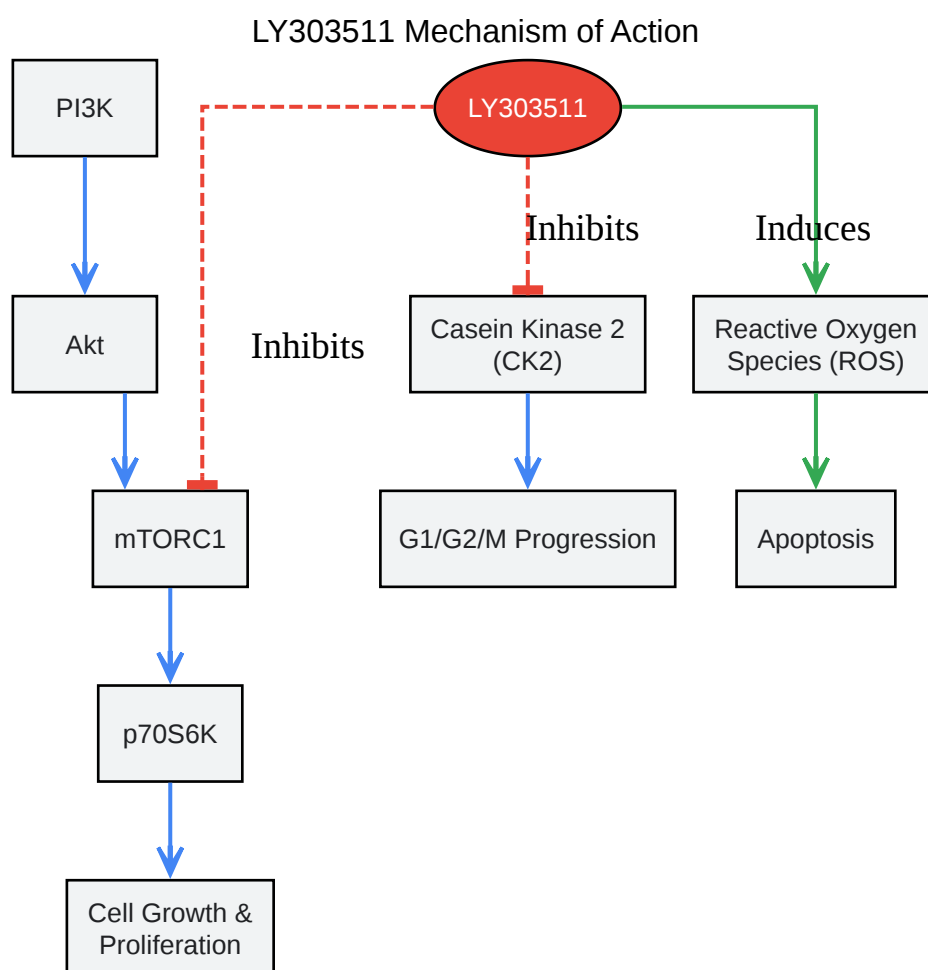 LY303511 Mechanism of Action
PI3K
LY303511
Inhibits
Induces
Akt
Inhibits
Casein Kinase 2
(CK2)
Reactive Oxygen
Species (ROS)
mTORC1
G1/G2/M Progression
Apoptosis
p70S6K
Cell Growth &
Proliferation